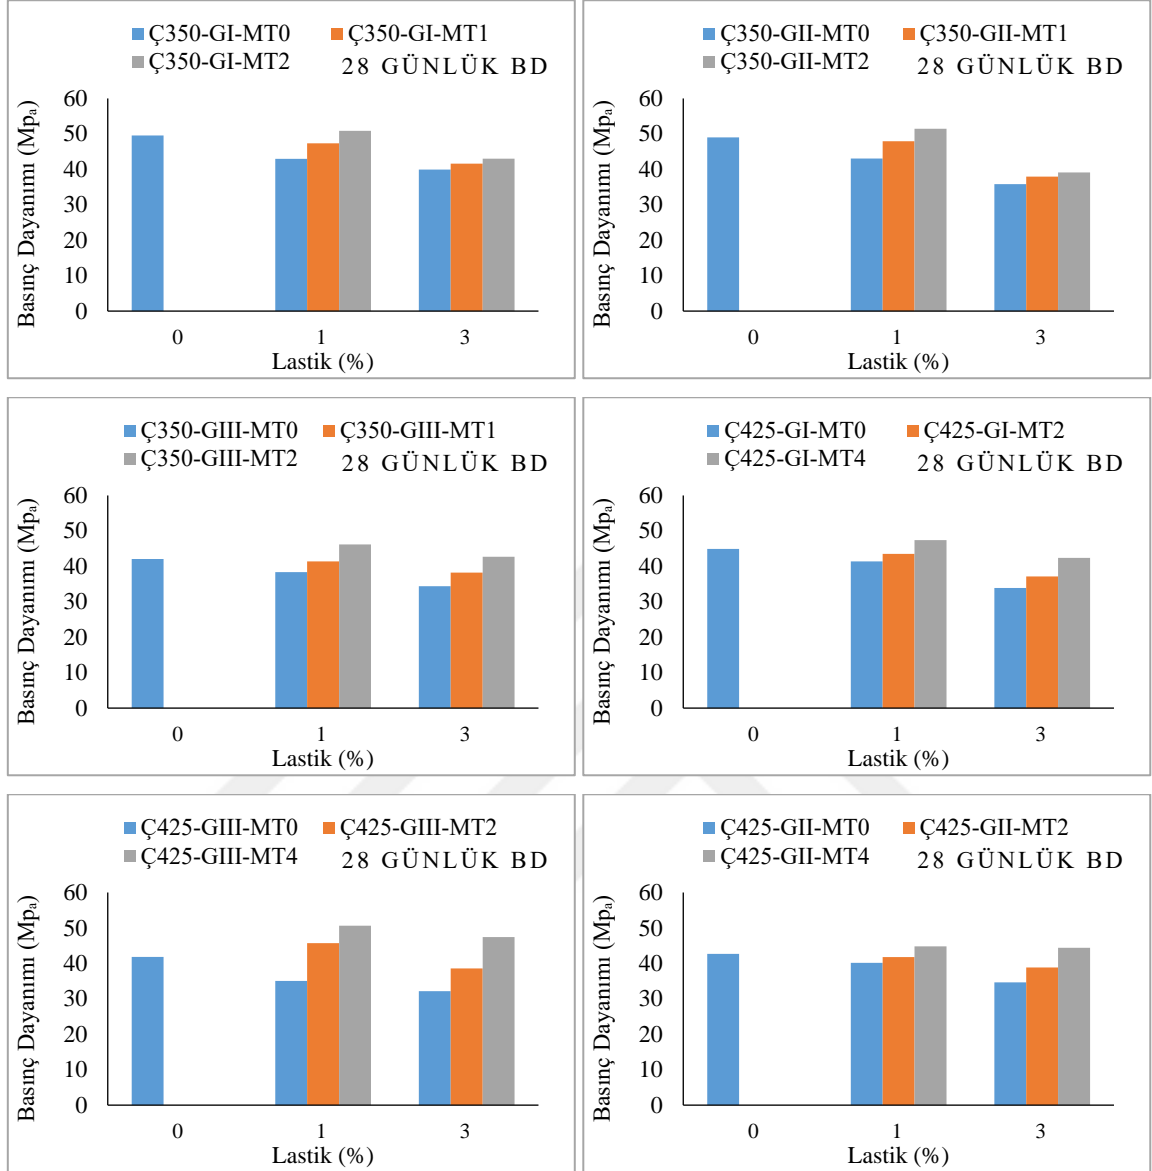 Ç350-GI-MT0 Ç350-GI-MT1
Ç350-GI-MT2 28 GÜNLÜK BD
Basınç Dayanımı (Mpa)
60
50
40
30
20
10
0
0 1 3
Lastik (%)
Ç350-GII-MT0 Ç350-GII-MT1
Ç350-GII-MT2 28 GÜNLÜK BD
Basınç Dayanımı (Mpa)
60
50
40
30
20
10
0
0 1 3
Lastik (%)
Ç350-GIII-MT0 Ç350-GIII-MT1
Ç350-GIII-MT2 28 GÜNLÜK BD
Basınç Dayanımı (Mpa)
60
50
40
30
20
10
0
0 1 3
Lastik (%)
Ç425-GI-MT0 Ç425-GI-MT2
Ç425-GI-MT4 28 GÜNLÜK BD
Basınç Dayanımı (Mpa)
60
50
40
30
20
10
0
0 1 3
Lastik (%)
Ç425-GIII-MT0 Ç425-GIII-MT2
Ç425-GIII-MT4 28 GÜNLÜK BD
Basınç Dayanımı (Mpa)
60
50
40
30
20
10
0
0 1 3
Lastik (%)
Ç425-GII-MT0 Ç425-GII-MT2
Ç425-GII-MT4 28 GÜNLÜK BD
Basınç Dayanımı (Mpa)
60
50
40
30
20
10
0
0 1 3
Lastik (%)